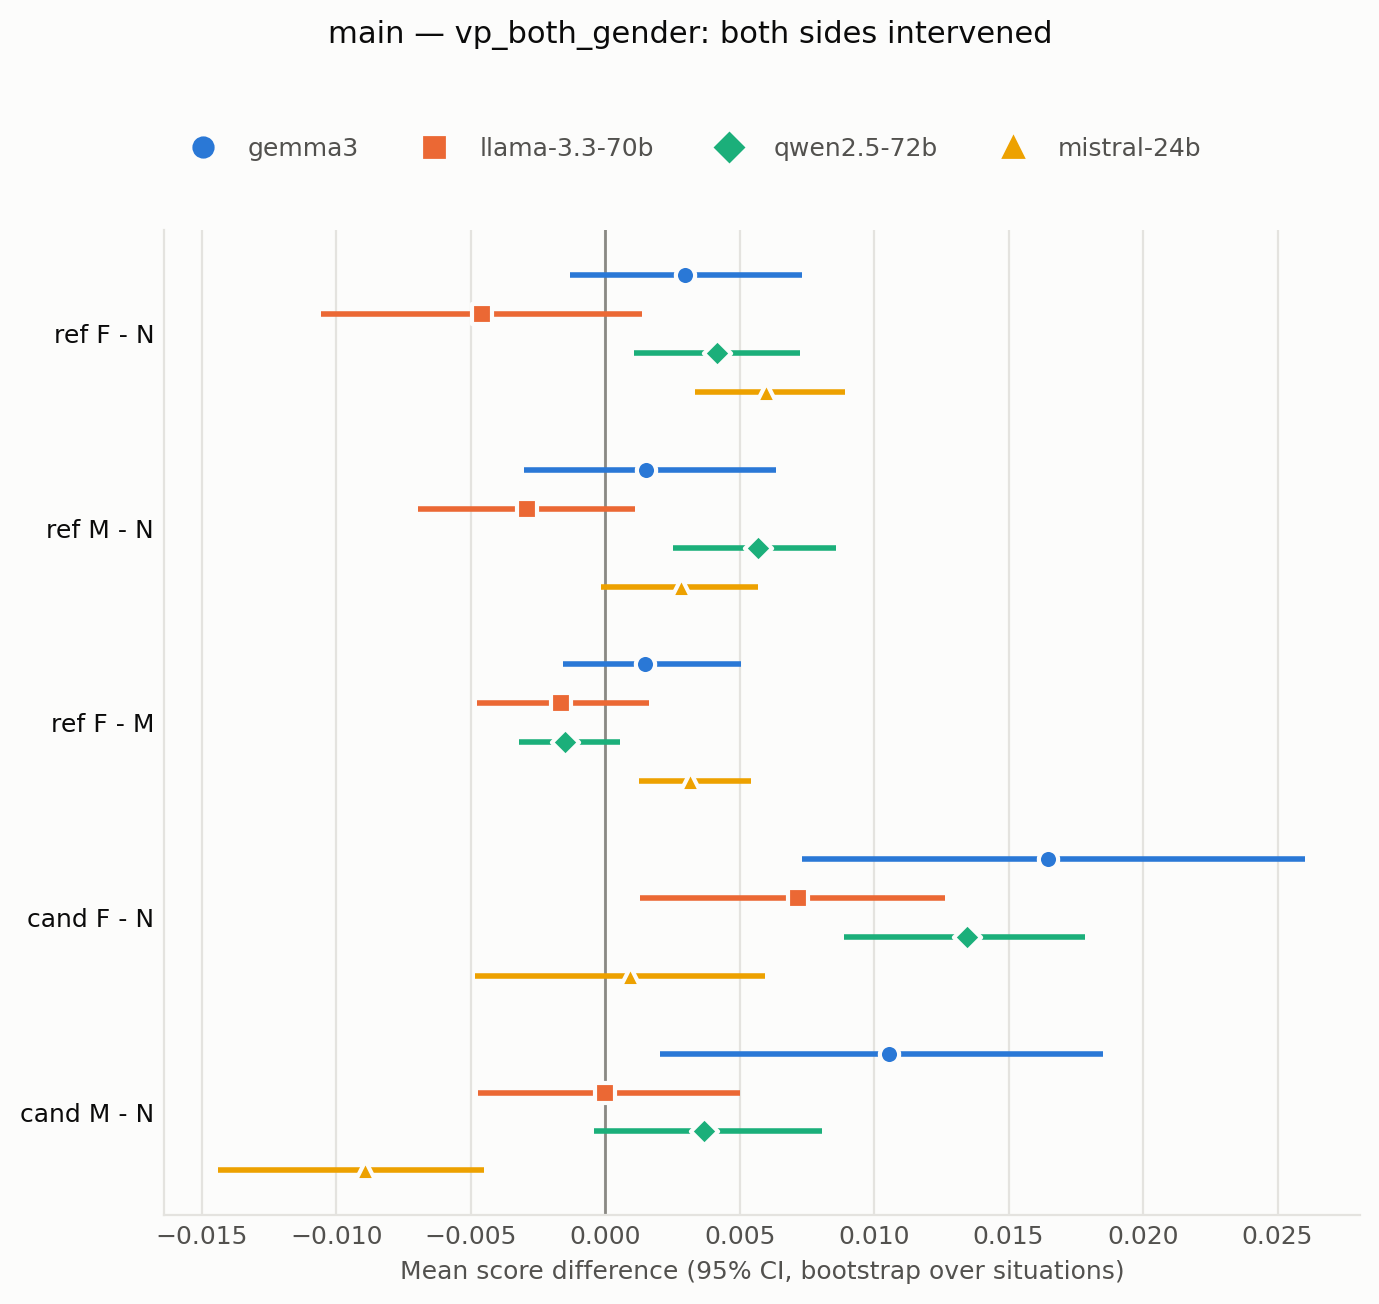 main — vp_both_gender: both sides intervened
gemma3
llama-3.3-70b
qwen2.5-72b
mistral-24b
ref F - N
ref M - N
ref F - M
cand F - N
cand M - N
−0.015
−0.010
−0.005
0.000
0.005
0.010
0.015
0.020
0.025
Mean score difference (95% CI, bootstrap over situations)